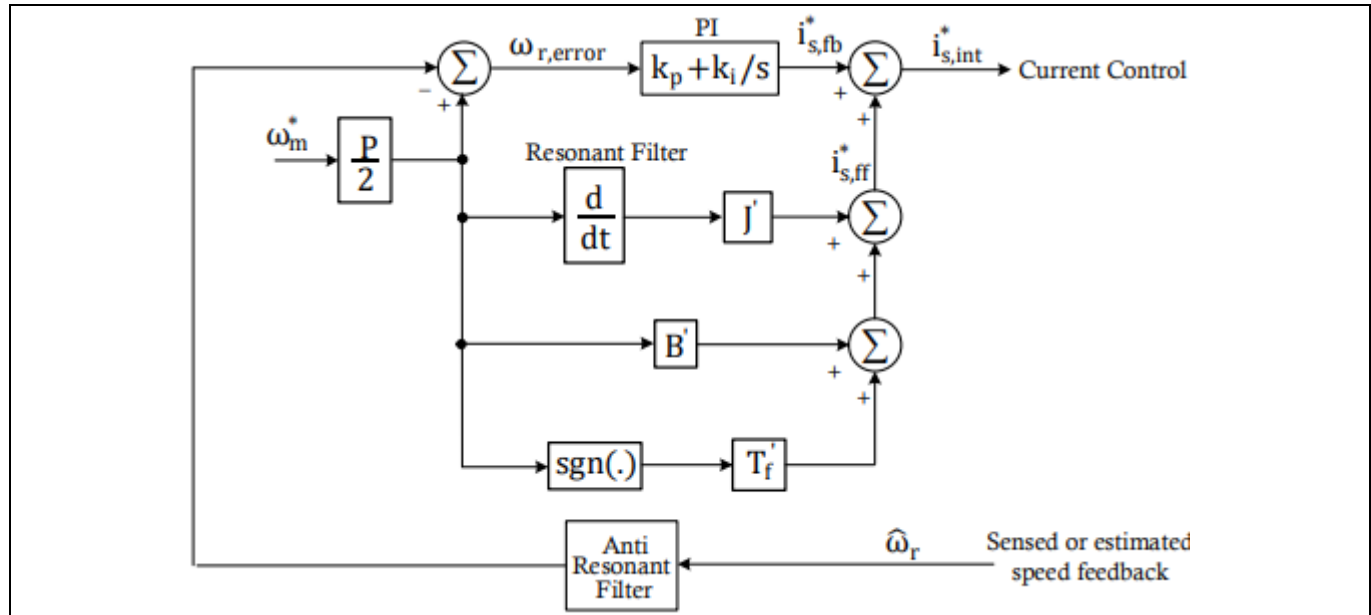 PI
ω r,error
k_p + k_i/s
i*_s,fb
i*_s,int
Current Control
Σ
Σ
−
+
+
+
ω*_m
P
2
Resonant Filter
d
dt
J'
i*_s,ff
Σ
+
+
B'
Σ
+
+
sgn(.)
T_f'
Anti
Resonant
Filter
ω̂_r
Sensed or estimated
speed feedback